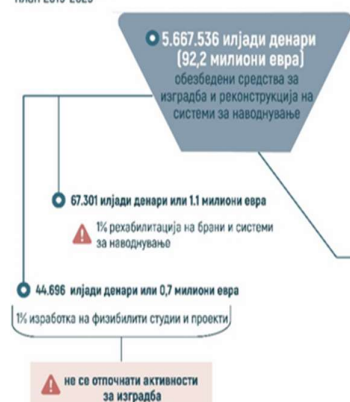 5.667.536 илјади денари
(92,2 милиони евра)
обезбедени средства за
изградба и реконструкција на
системи за наводнување
67.301 илјади денари или 1.1 милиони евра
1% рехабилитација на брани и системи
за наводнување
44.696 илјади денари или 0,7 милиони евра
1% изработка на физибилити студии и проекти
не се отпочнати активности
за изградба